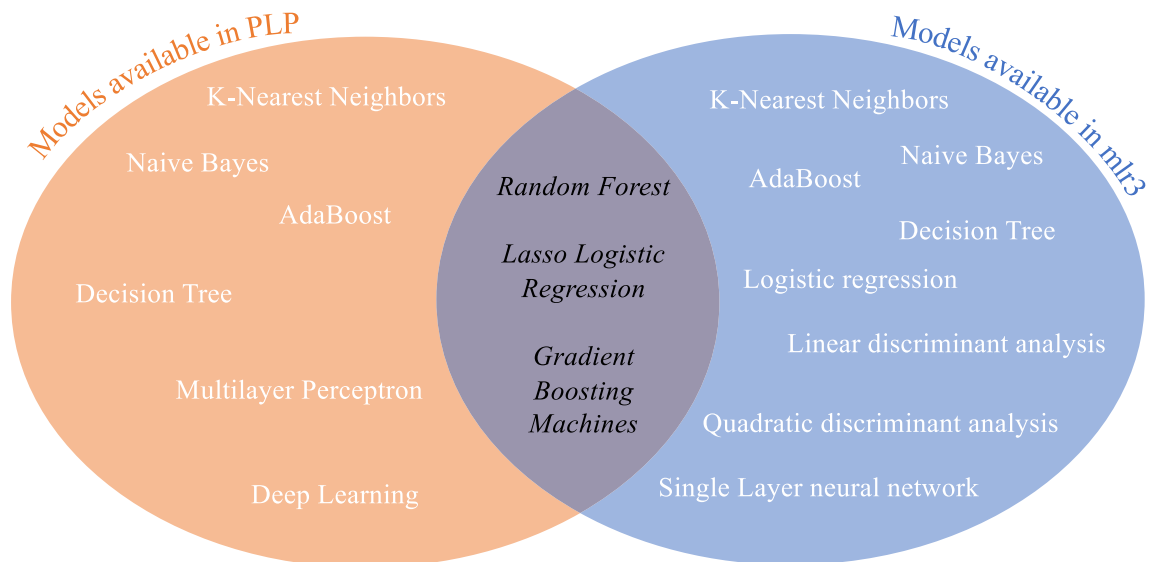 Models available in PLP
K-Nearest Neighbors
Naive Bayes
AdaBoost
Decision Tree
Multilayer Perceptron
Deep Learning
Random Forest
Lasso Logistic
Regression
Gradient
Boosting
Machines
Models available in mlr3
K-Nearest Neighbors
Naive Bayes
AdaBoost
Decision Tree
Logistic regression
Linear discriminant analysis
Quadratic discriminant analysis
Single Layer neural network